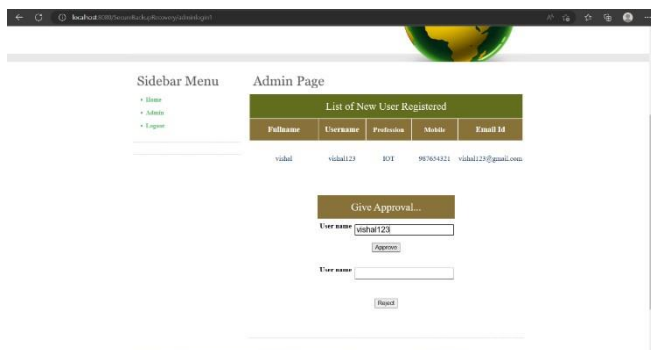 localhost:8080/SecureBackupRecovery/adminlogin?
Sidebar Menu
Home
Admin
Logout
Admin Page
List of New User Registered
Fullname Username Profession Mobile Email Id
vishal vishal123 IOT 987654321 vishal123@gmail.com
Give Approval...
User name vishal123
Approve
User name
Reject